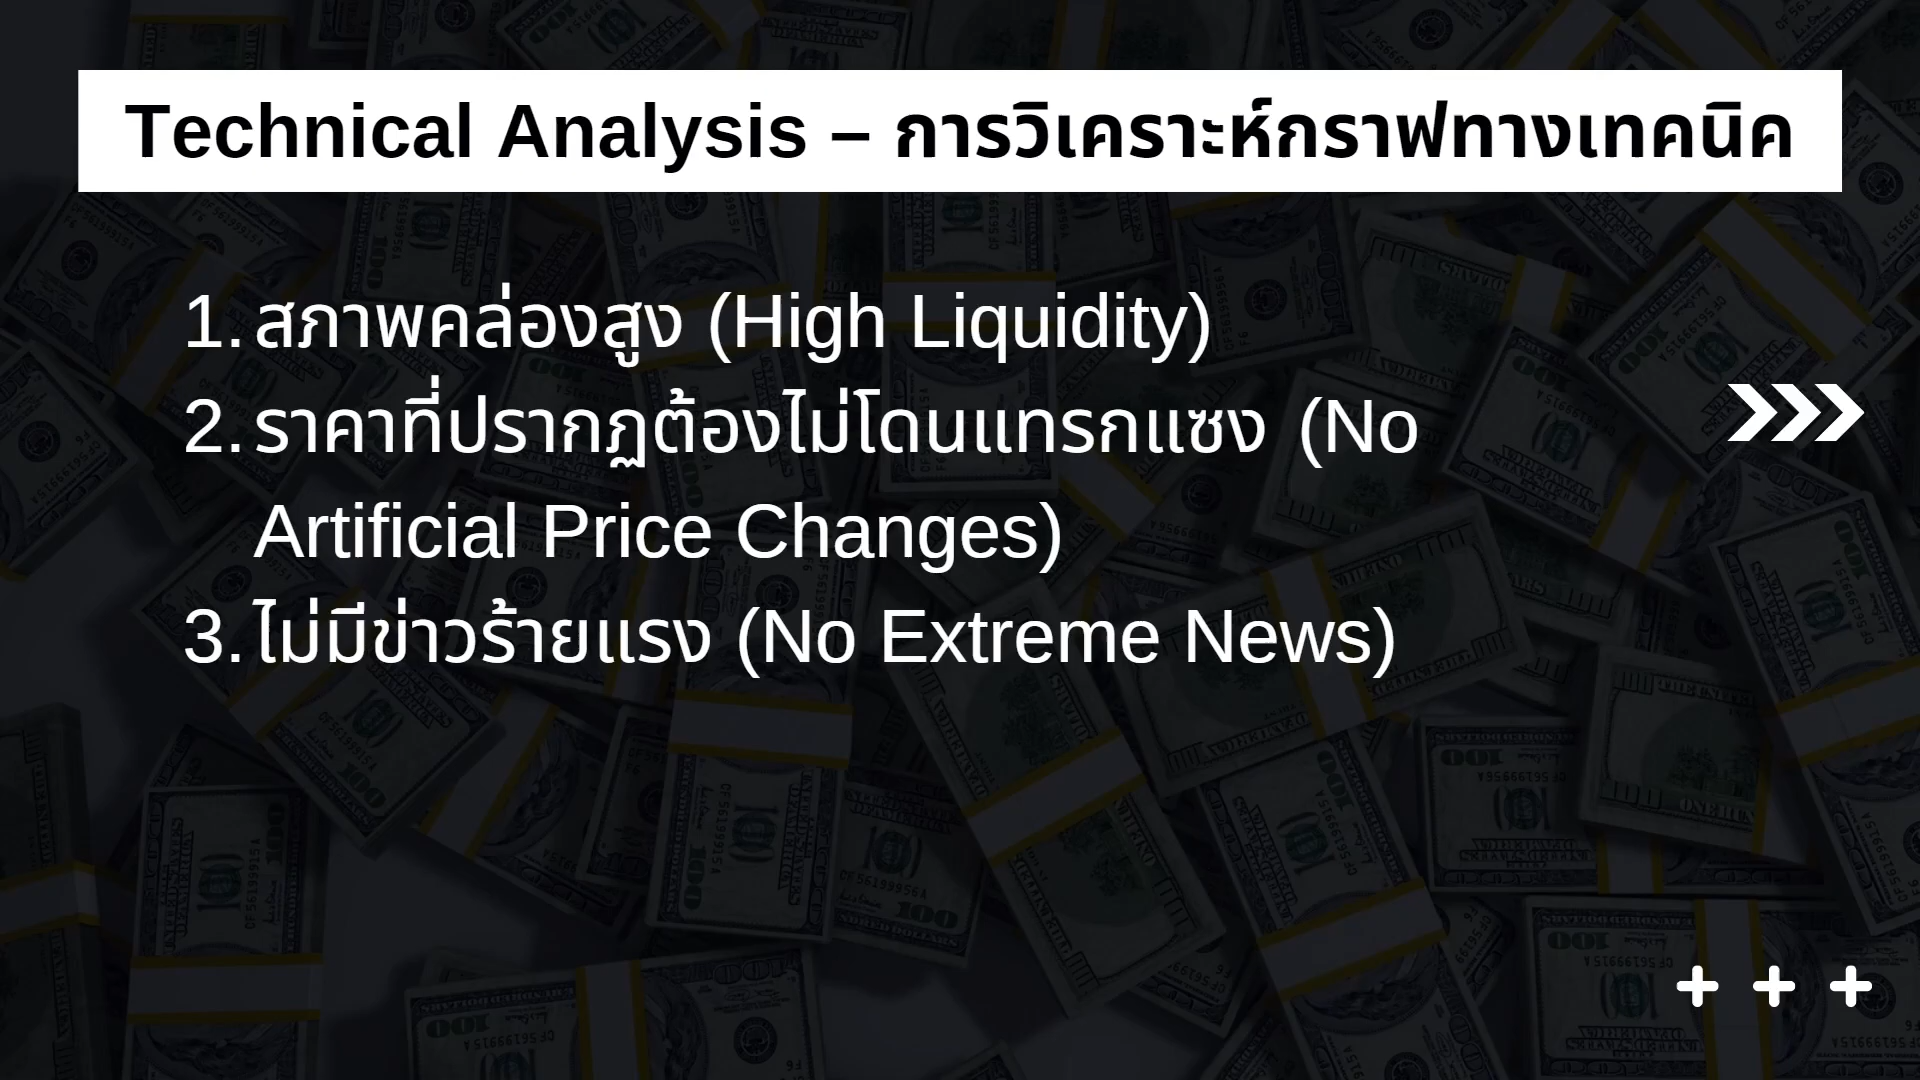 Technical Analysis – การวิเคราะห์กราฟทางเทคนิค
1. สภาพคล่องสูง (High Liquidity)
2. ราคาที่ปรากฏต้องไม่โดนแทรกแซง (No
Artificial Price Changes)
3. ไม่มีข่าวร้ายแรง (No Extreme News)